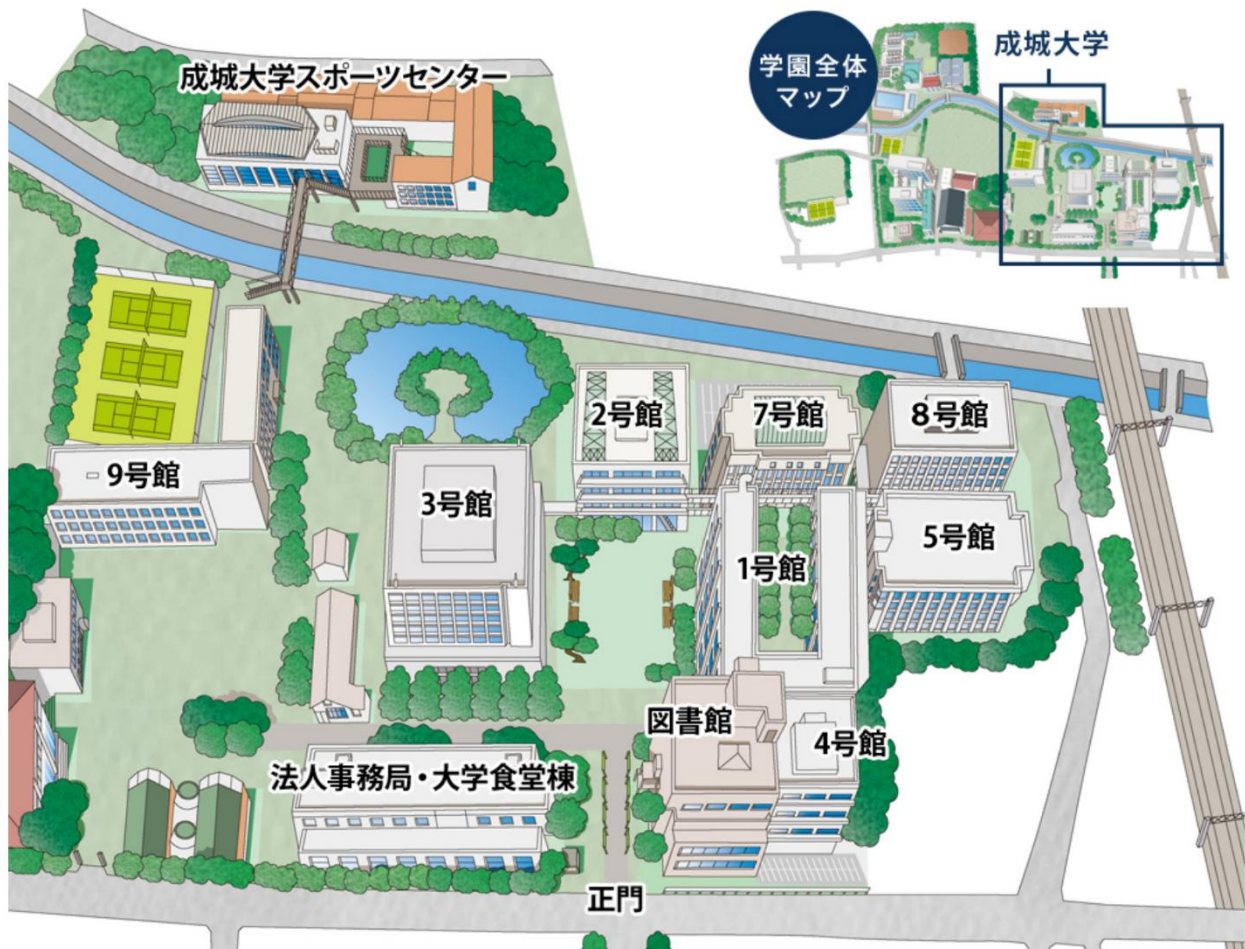 成城大学スポーツセンター
学園全体
マップ
成城大学
2号館
7号館
8号館
9号館
3号館
5号館
1号館
図書館
4号館
法人事務局・大学食堂棟
正門